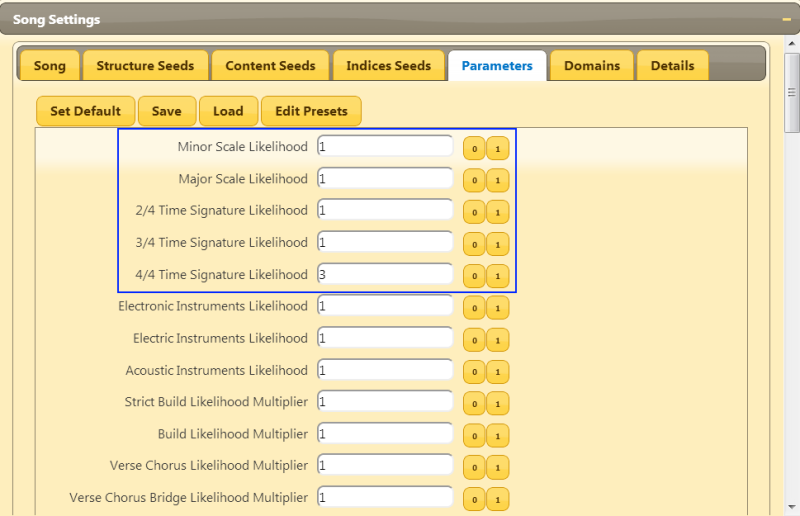 Song Settings
Song Structure Seeds Content Seeds Indices Seeds Parameters Domains Details
Set Default Save Load Edit Presets
Minor Scale Likelihood 1 0 1
Major Scale Likelihood 1 0 1
2/4 Time Signature Likelihood 1 0 1
3/4 Time Signature Likelihood 1 0 1
4/4 Time Signature Likelihood 3 0 1
Electronic Instruments Likelihood 1 0 1
Electric Instruments Likelihood 1 0 1
Acoustic Instruments Likelihood 1 0 1
Strict Build Likelihood Multiplier 1 0 1
Build Likelihood Multiplier 1 0 1
Verse Chorus Likelihood Multiplier 1 0 1
Verse Chorus Bridge Likelihood Multiplier 1 0 1